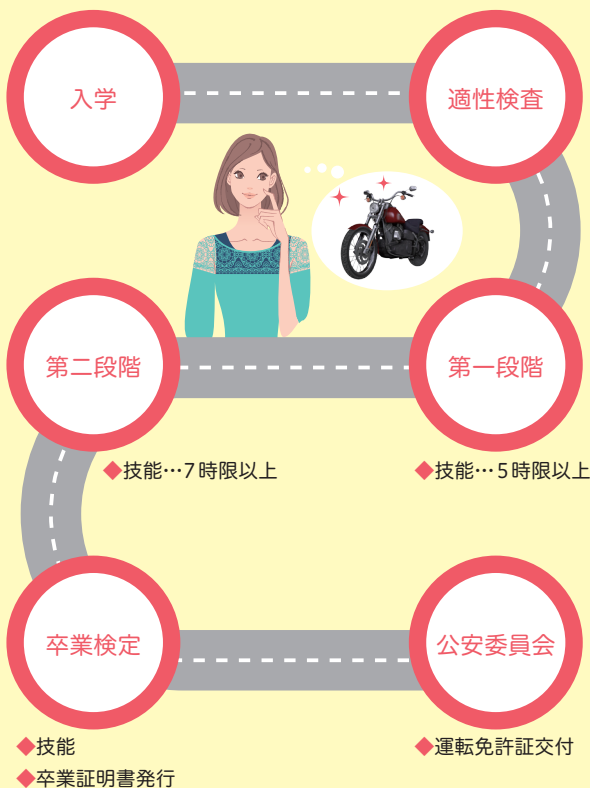 入学
適性検査
第一段階
◆技能…5時限以上
第二段階
◆技能…7時限以上
卒業検定
◆技能
◆卒業証明書発行
公安委員会
◆運転免許証交付